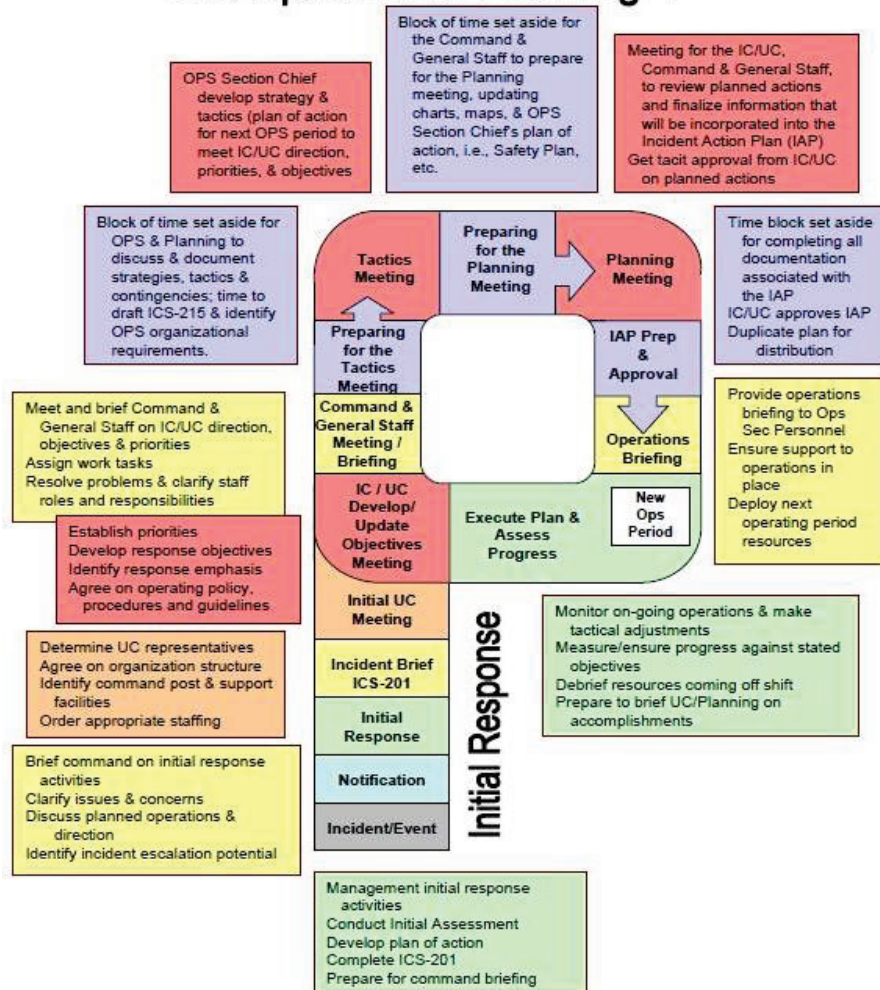 Block of time set aside for
the Command &
General Staff to prepare
for the Planning
meeting, updating
charts, maps, & OPS
Section Chief's plan of
action, i.e., Safety Plan,
etc.
OPS Section Chief
develop strategy &
tactics (plan of action
for next OPS period to
meet IC/UC direction,
priorities, & objectives
Meeting for the IC/UC,
Command & General Staff,
to review planned actions
and finalize information that
will be incorporated into the
Incident Action Plan (IAP)
Get tacit approval from IC/UC
on planned actions
Block of time set aside for
OPS & Planning to
discuss & document
strategies, tactics &
contingencies; time to
draft ICS-215 & identify
OPS organizational
requirements.
Tactics
Meeting
Preparing
for the
Planning
Meeting
Planning
Meeting
Time block set aside
for completing all
documentation
associated with
the IAP
IC/UC approves IAP
Duplicate plan for
distribution
Preparing
for the
Tactics
Meeting
IAP Prep
&
Approval
Meet and brief Command &
General Staff on IC/UC direction,
objectives & priorities
Assign work tasks
Resolve problems & clarify staff
roles and responsibilities
Command &
General Staff
Meeting /
Briefing
Operations
Briefing
Provide operations
briefing to Ops
Sec Personnel
Ensure support to
operations in
place
Deploy next
operating period
resources
Establish priorities
Develop response objectives
Identify response emphasis
Agree on operating policy,
procedures and guidelines
IC / UC
Develop/
Update
Objectives
Meeting
Execute Plan &
Assess
Progress
New
Ops
Period
Initial UC
Meeting
Determine UC representatives
Agree on organization structure
Identify command post & support
facilities
Order appropriate staffing
Incident Brief
ICS-201
Initial
Response
Notification
Incident/Event
Initial Response
Monitor on-going operations & make
tactical adjustments
Measure/ensure progress against stated
objectives
Debrief resources coming off shift
Prepare to brief UC/Planning on
accomplishments
Brief command on initial response
activities
Clarify issues & concerns
Discuss planned operations &
direction
Identify incident escalation potential
Management initial response
activities
Conduct Initial Assessment
Develop plan of action
Complete ICS-201
Prepare for command briefing